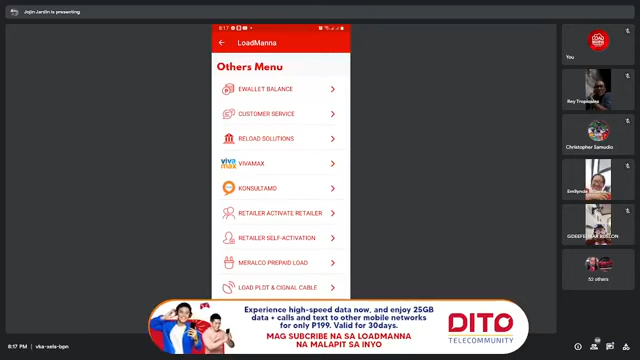 Jojin Jardin is presenting
8:17
LoadManna
Others Menu
EWALLET BALANCE
CUSTOMER SERVICE
RELOAD SOLUTIONS
viva max
VIVAMAX
KONSULTAMD
RETAILER ACTIVATE RETAILER
RETAILER SELF-ACTIVATION
MERALCO PREPAID LOAD
LOAD PLDT & CIGNAL CABLE
You
Rey Tropicales
Christopher Samudio
52 others
Experience high-speed data now, and enjoy 25GB
data + calls and text to other mobile networks
for only P199. Valid for 30days.
MAG SUBCRIBE NA SA LOADMANNA
NA MALAPIT SA INYO
DITO
TELECOMMUNITY
8:17 PM | vka-sels-bpn